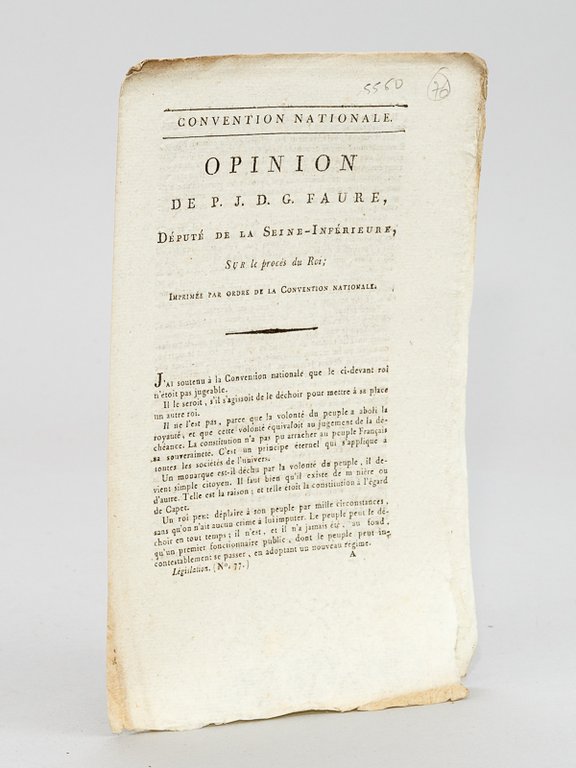 5560 76
CONVENTION NATIONALE.
OPINION
DE P. J. D. G. FAURE,
DÉPUTÉ DE LA SEINE-INFÉRIEURE,
SUR le procès du Roi;
IMPRIMÉE PAR ORDRE DE LA CONVENTION NATIONALE.
J'AI soutenu à la Convention nationale que le ci-devant roi
n'étoit pas jugeable.
Il le seroit, s'il s'agissoit de le déchoir pour mettre à sa place
un autre roi.
Il ne l'est pas, parce que la volonté du peuple a aboli la
royauté, et que cette volonté équivaloit au jugement de la dé-
chéance. La constitution n'a pas pu arracher au peuple Français
sa souveraineté. C'est un principe éternel qui s'applique à
toutes les sociétés de l'univers.
Un monarque est-il déchu par la volonté du peuple, il de-
vient simple citoyen. Il faut bien qu'il existe de m nière ou
d'autre. Telle est la raison; et telle étoit la constitution à l'égard
de Capet.
Un roi peut déplaire à son peuple par mille circonstances,
sans qu'on n'ait aucun crime à lui imputer. Le peuple peut le dé-
choir en tout temps; il n'est, et il n'a jamais été, au fond,
qu'un premier fonctionnaire public, dont le peuple peut in-
contestablement se passer, en adoptant un nouveau régime.
Législation. (N°. 77.) A